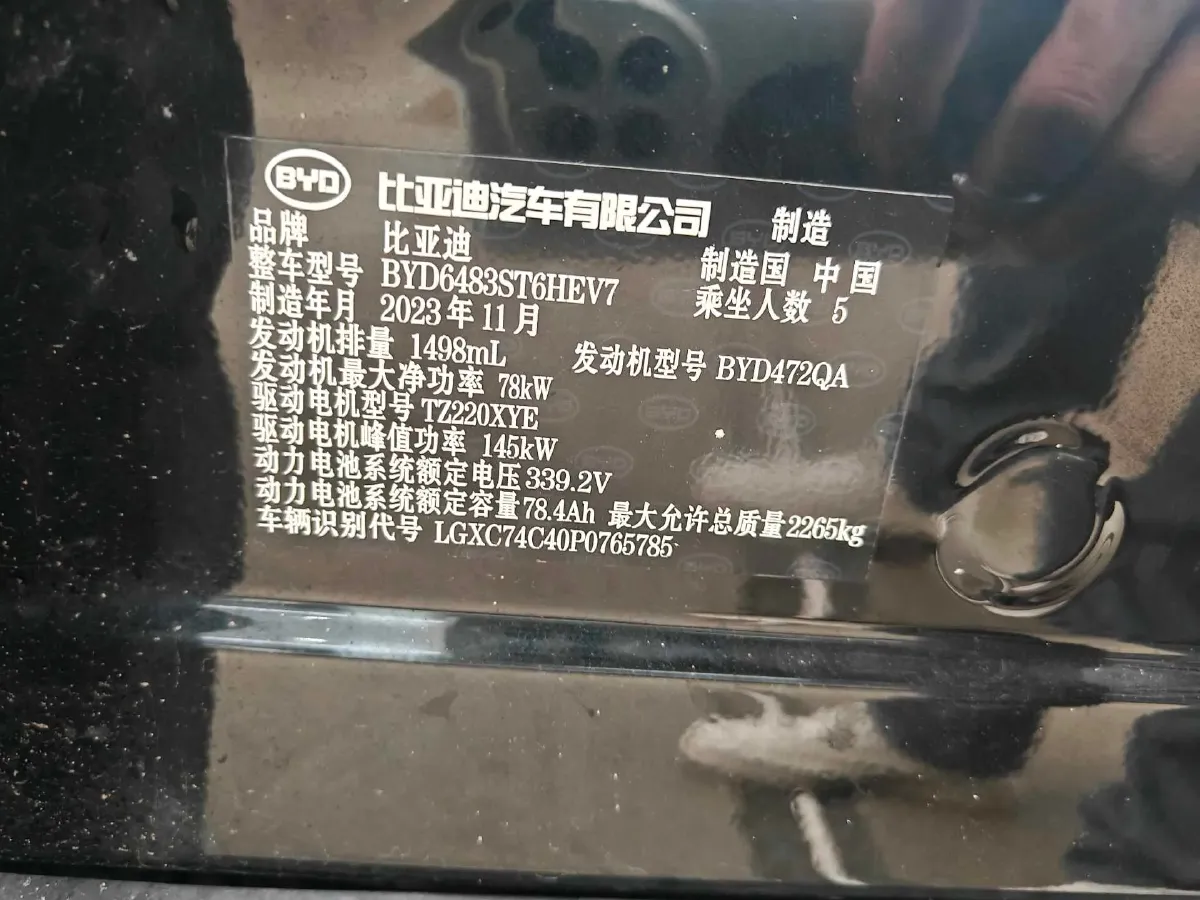 BYD 比亚迪汽车有限公司 制造
品牌 比亚迪 制造国 中国
整车型号 BYD6483ST6HEV7 乘坐人数 5
制造年月 2023年11月
发动机排量 1498mL 发动机型号 BYD472QA
发动机最大净功率 78kW
驱动电机型号 TZ220XYE
驱动电机峰值功率 145kW
动力电池系统额定电压 339.2V
动力电池系统额定容量 78.4Ah 最大允许总质量 2265kg
车辆识别代号 LGXC74C40P0765785